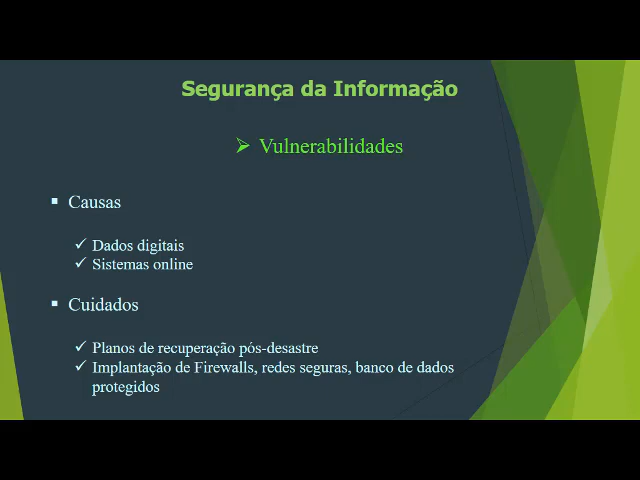 Segurança da Informação
Vulnerabilidades
Causas
Dados digitais
Sistemas online
Cuidados
Planos de recuperação pós-desastre
Implantação de Firewalls, redes seguras, banco de dados
protegidos